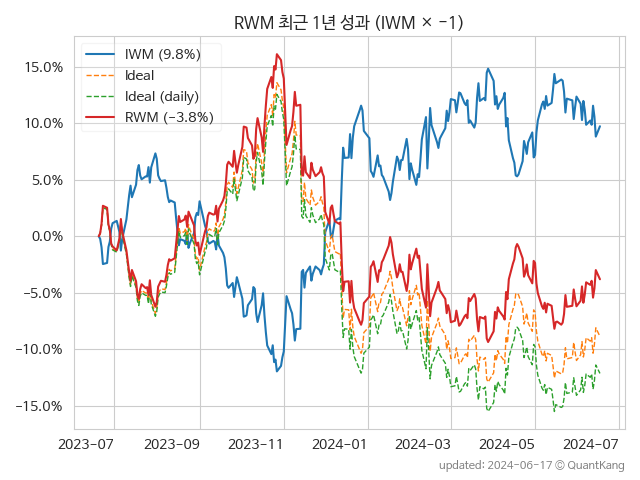 RWM 최근 1년 성과 (IWM × −1)
IWM (9.8%)
Ideal
Ideal (daily)
RWM (−3.8%)
15.0%
10.0%
5.0%
0.0%
−5.0%
−10.0%
−15.0%
2023−07 2023−09 2023−11 2024−01 2024−03 2024−05 2024−07
updated: 2024-06-17 © QuantKang